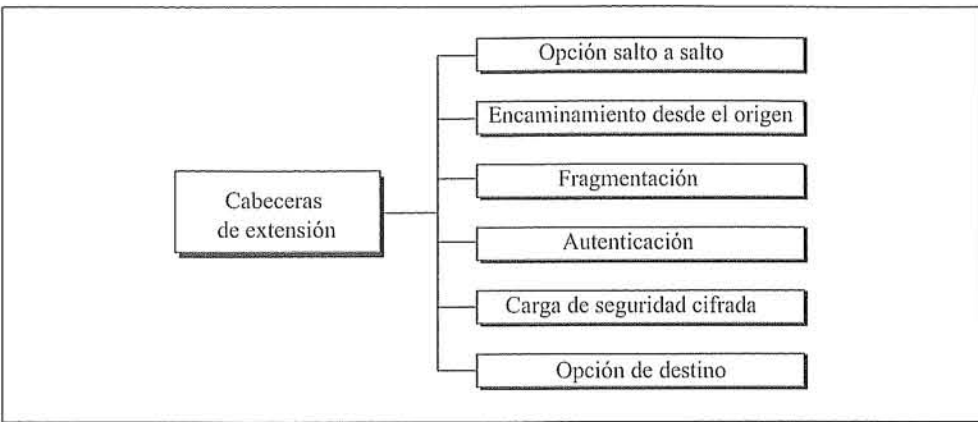 Cabeceras
de extensión
Opción salto a salto
Encaminamiento desde el origen
Fragmentación
Autenticación
Carga de seguridad cifrada
Opción de destino